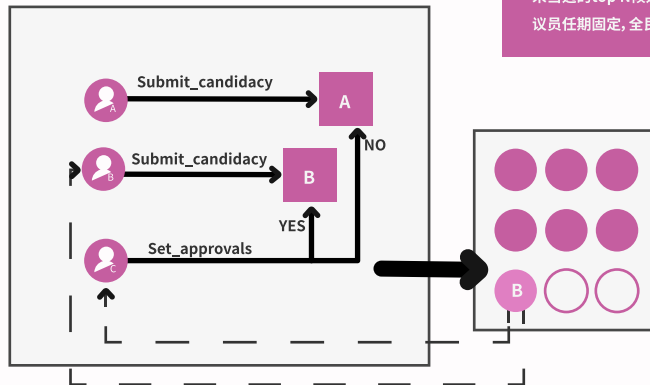 议员任期固定, 全
Submit_candidacy
A
A
NO
Submit_candidacy
B
B
YES
Set_approvals
C
B